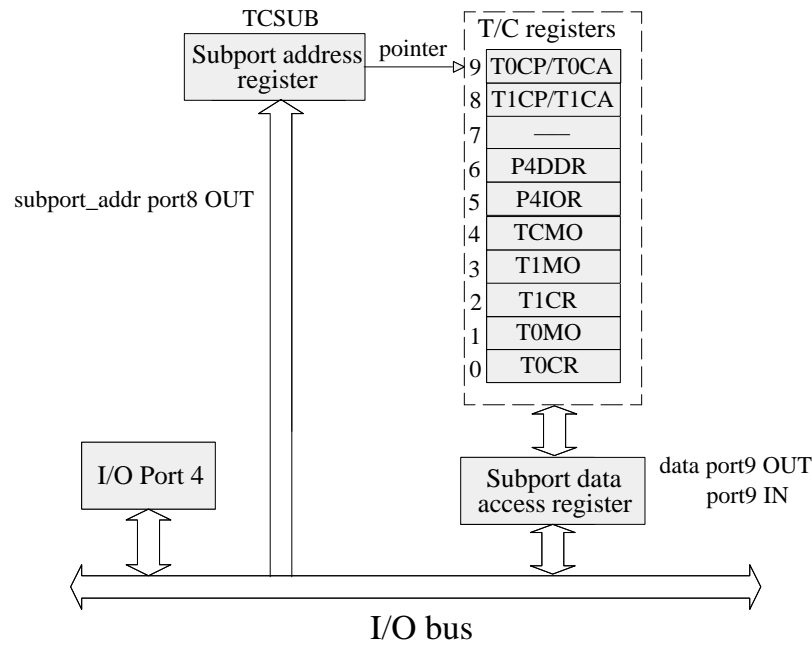 TCSUB
Subport address
register
pointer
T/C registers
9 T0CP/T0CA
8 T1CP/T1CA
7 ——
6 P4DDR
5 P4IOR
4 TCMO
3 T1MO
2 T1CR
1 T0MO
0 T0CR
subport_addr port8 OUT
I/O Port 4
Subport data
access register
data port9 OUT
port9 IN
I/O bus